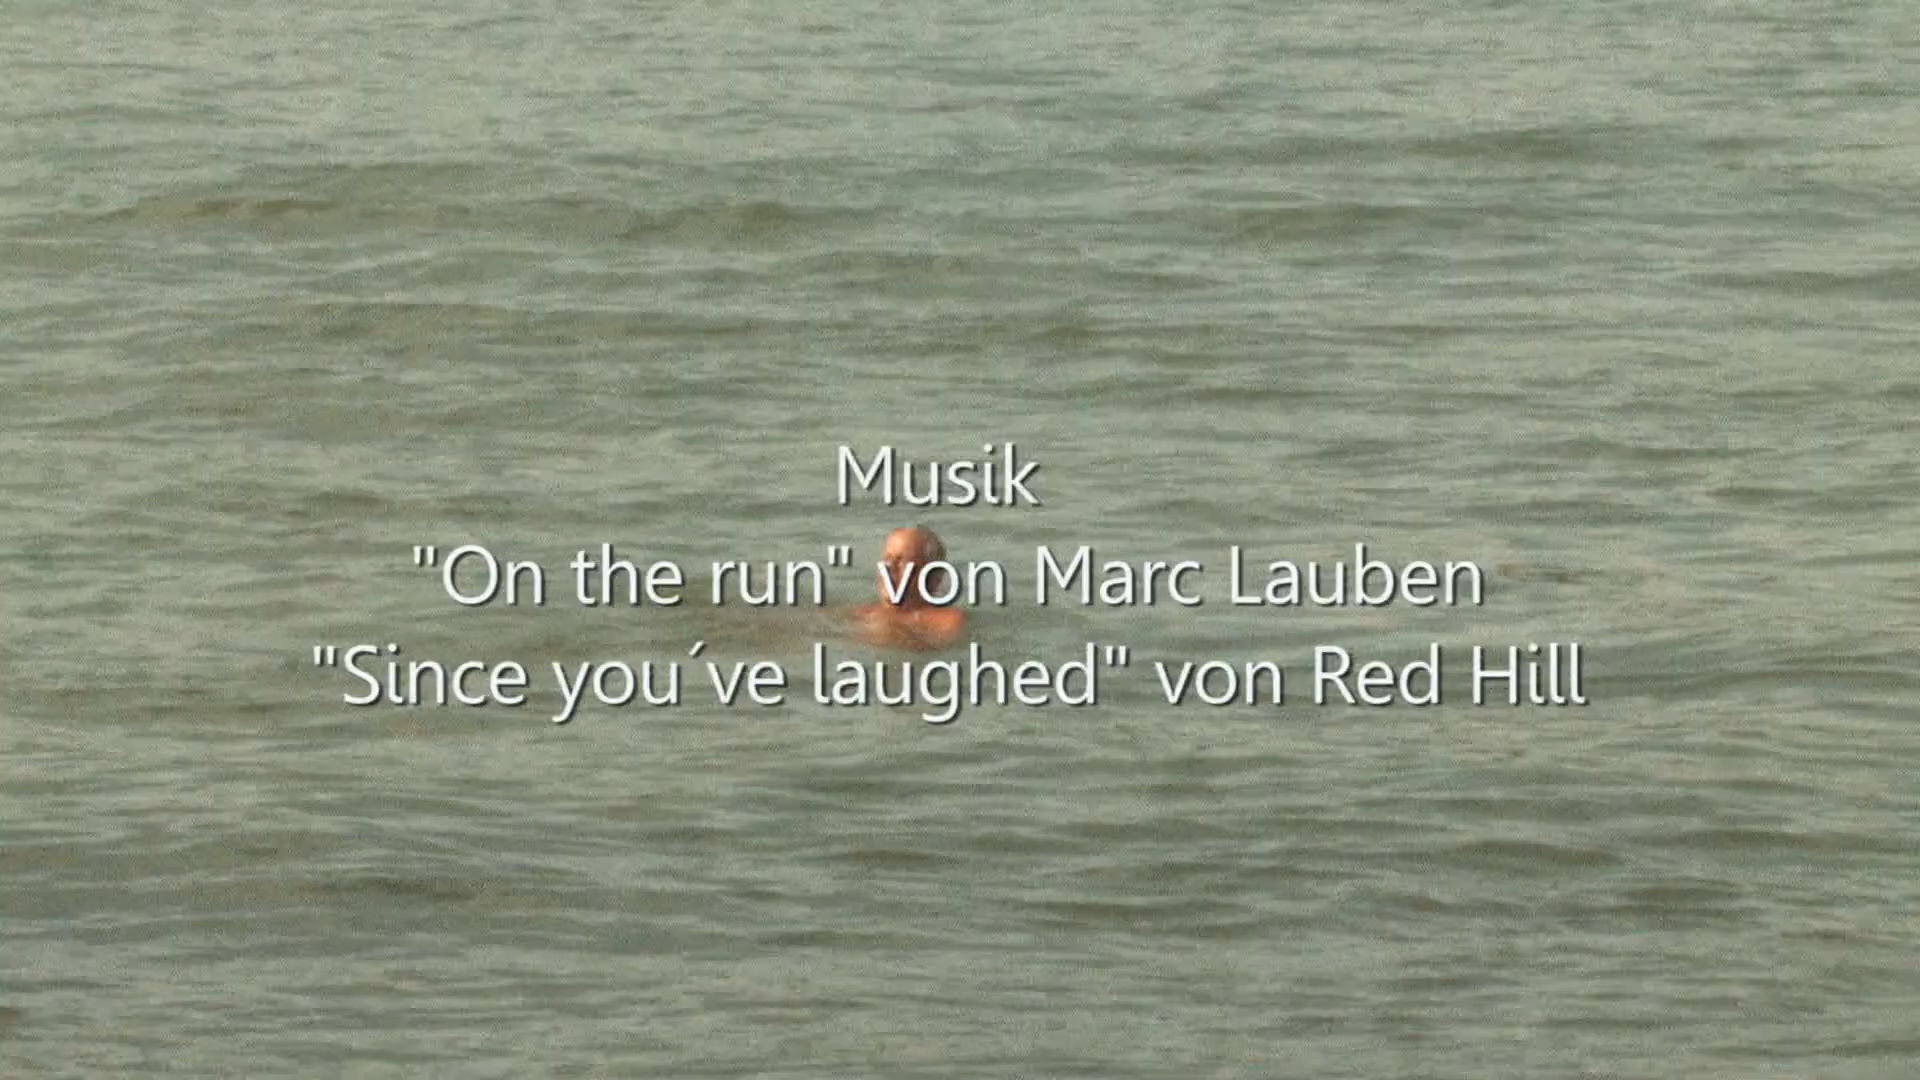 Musik
"On the run" von Marc Lauben
"Since you´ve laughed" von Red Hill